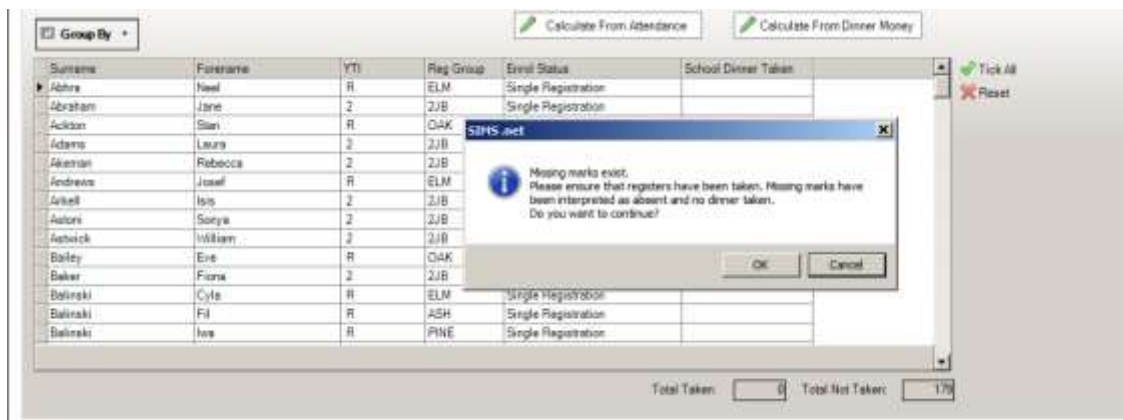 Group By
Calculate From Attendance
Calculate From Dinner Money
Surname Forename YTI Reg Group Enrol Status School Dinner Taken
Tick All
Abhra Neel R ELM Single Registration
Reset
Abraham Jane 2 2JB Single Registration
Ackton Stan R OAK
Adams Laura 2 2JB
Akeman Rebecca 2 2JB
Andrews Josef R ELM
Arkell Isis 2 2JB
Astoni Sonya 2 2JB
Astwick William 2 2JB
Bailey Eve R OAK
Baker Fiona 2 2JB
Balinski Cyla R ELM Single Registration
Balinski Fil R ASH Single Registration
Balinski Iwa R PINE Single Registration
SIMS .net
Missing marks exist.
Please ensure that registers have been taken. Missing marks have
been interpreted as absent and no dinner taken.
Do you want to continue?
OK Cancel
Total Taken: 0 Total Not Taken: 179